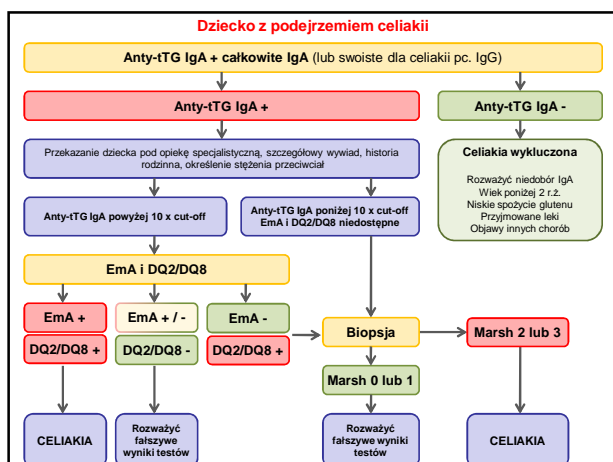 Dziecko z podejrzemiem celiakii
Anty-tTG IgA + całkowite IgA (lub swoiste dla celiakii pc. IgG)
Anty-tTG IgA +
Anty-tTG IgA -
Przekazanie dziecka pod opiekę specjalistyczną, szczegółowy wywiad, historia
rodzinna, określenie stężenia przeciwciał
Celiakia wykluczona
Rozważyć niedobór IgA
Wiek poniżej 2 r.ż.
Niskie spożycie glutenu
Przyjmowane leki
Objawy innych chorób
Anty-tTG IgA powyżej 10 x cut-off
Anty-tTG IgA poniżej 10 x cut-off
EmA i DQ2/DQ8 niedostępne
EmA i DQ2/DQ8
EmA +
EmA + / -
EmA -
DQ2/DQ8 +
DQ2/DQ8 -
DQ2/DQ8 +
Biopsja
Marsh 2 lub 3
Marsh 0 lub 1
CELIAKIA
Rozważyć
fałszywe
wyniki testów
Rozważyć
fałszywe wyniki
testów
CELIAKIA